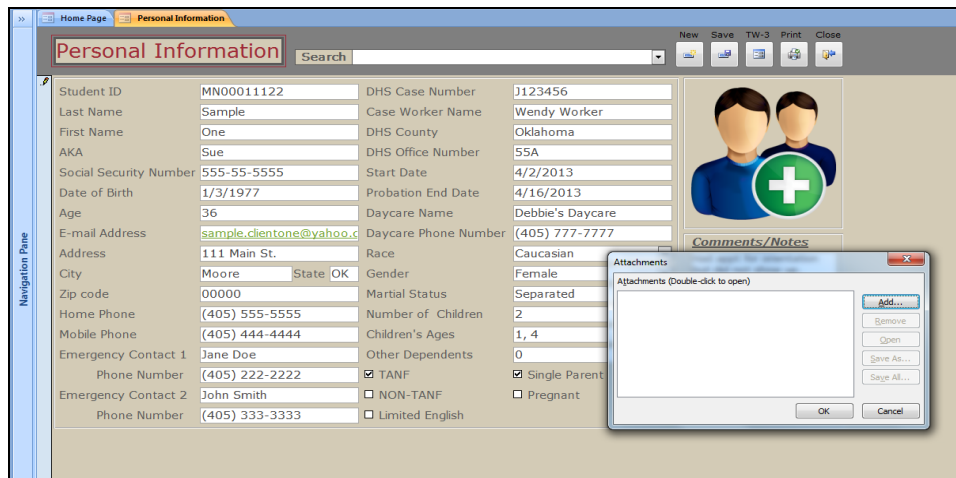 Home Page Personal Information
New Save TW-3 Print Close
Personal Information Search
Student ID MN00011122 DHS Case Number J123456
Last Name Sample Case Worker Name Wendy Worker
First Name One DHS County Oklahoma
AKA Sue DHS Office Number 55A
Social Security Number 555-55-5555 Start Date 4/2/2013
Date of Birth 1/3/1977 Probation End Date 4/16/2013
Age 36 Daycare Name Debbie's Daycare
E-mail Address sample.clientone@yahoo.c Daycare Phone Number (405) 777-7777
Comments/Notes
Address 111 Main St. Race Caucasian
City Moore State OK Gender Female
Zip code 00000 Martial Status Separated
Home Phone (405) 555-5555 Number of Children 2
Mobile Phone (405) 444-4444 Children's Ages 1, 4
Emergency Contact 1 Jane Doe Other Dependents 0
Phone Number (405) 222-2222 TANF Single Parent
Emergency Contact 2 John Smith NON-TANF Pregnant
Phone Number (405) 333-3333 Limited English
Navigation Pane
Attachments
Attachments (Double-click to open)
Add...
Remove
Open
Save As...
Save All...
OK Cancel